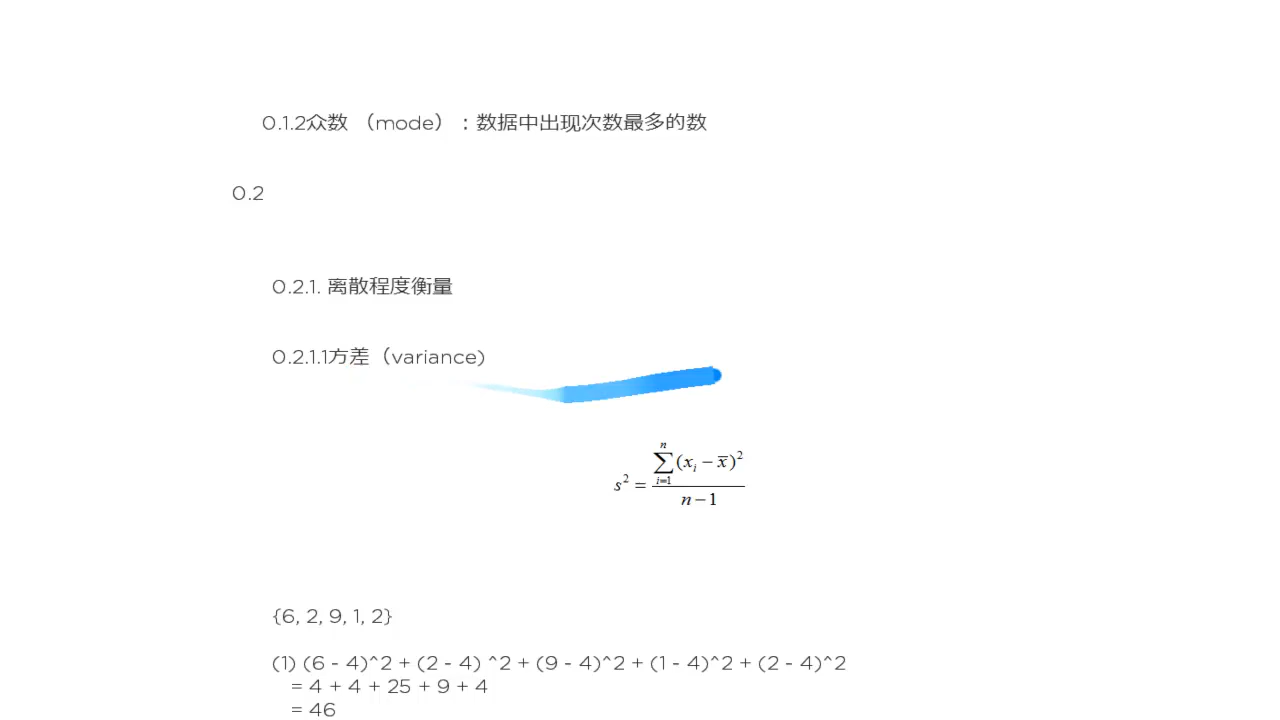 0.1.2众数 （mode）：数据中出现次数最多的数
0.2
0.2.1. 离散程度衡量
0.2.1.1方差（variance)
s² = ∑_{i=1}^{n}(x_i − x̄)² / (n−1)
{6, 2, 9, 1, 2}
(1) (6 - 4)^2 + (2 - 4) ^2 + (9 - 4)^2 + (1 - 4)^2 + (2 - 4)^2
= 4 + 4 + 25 + 9 + 4
= 46